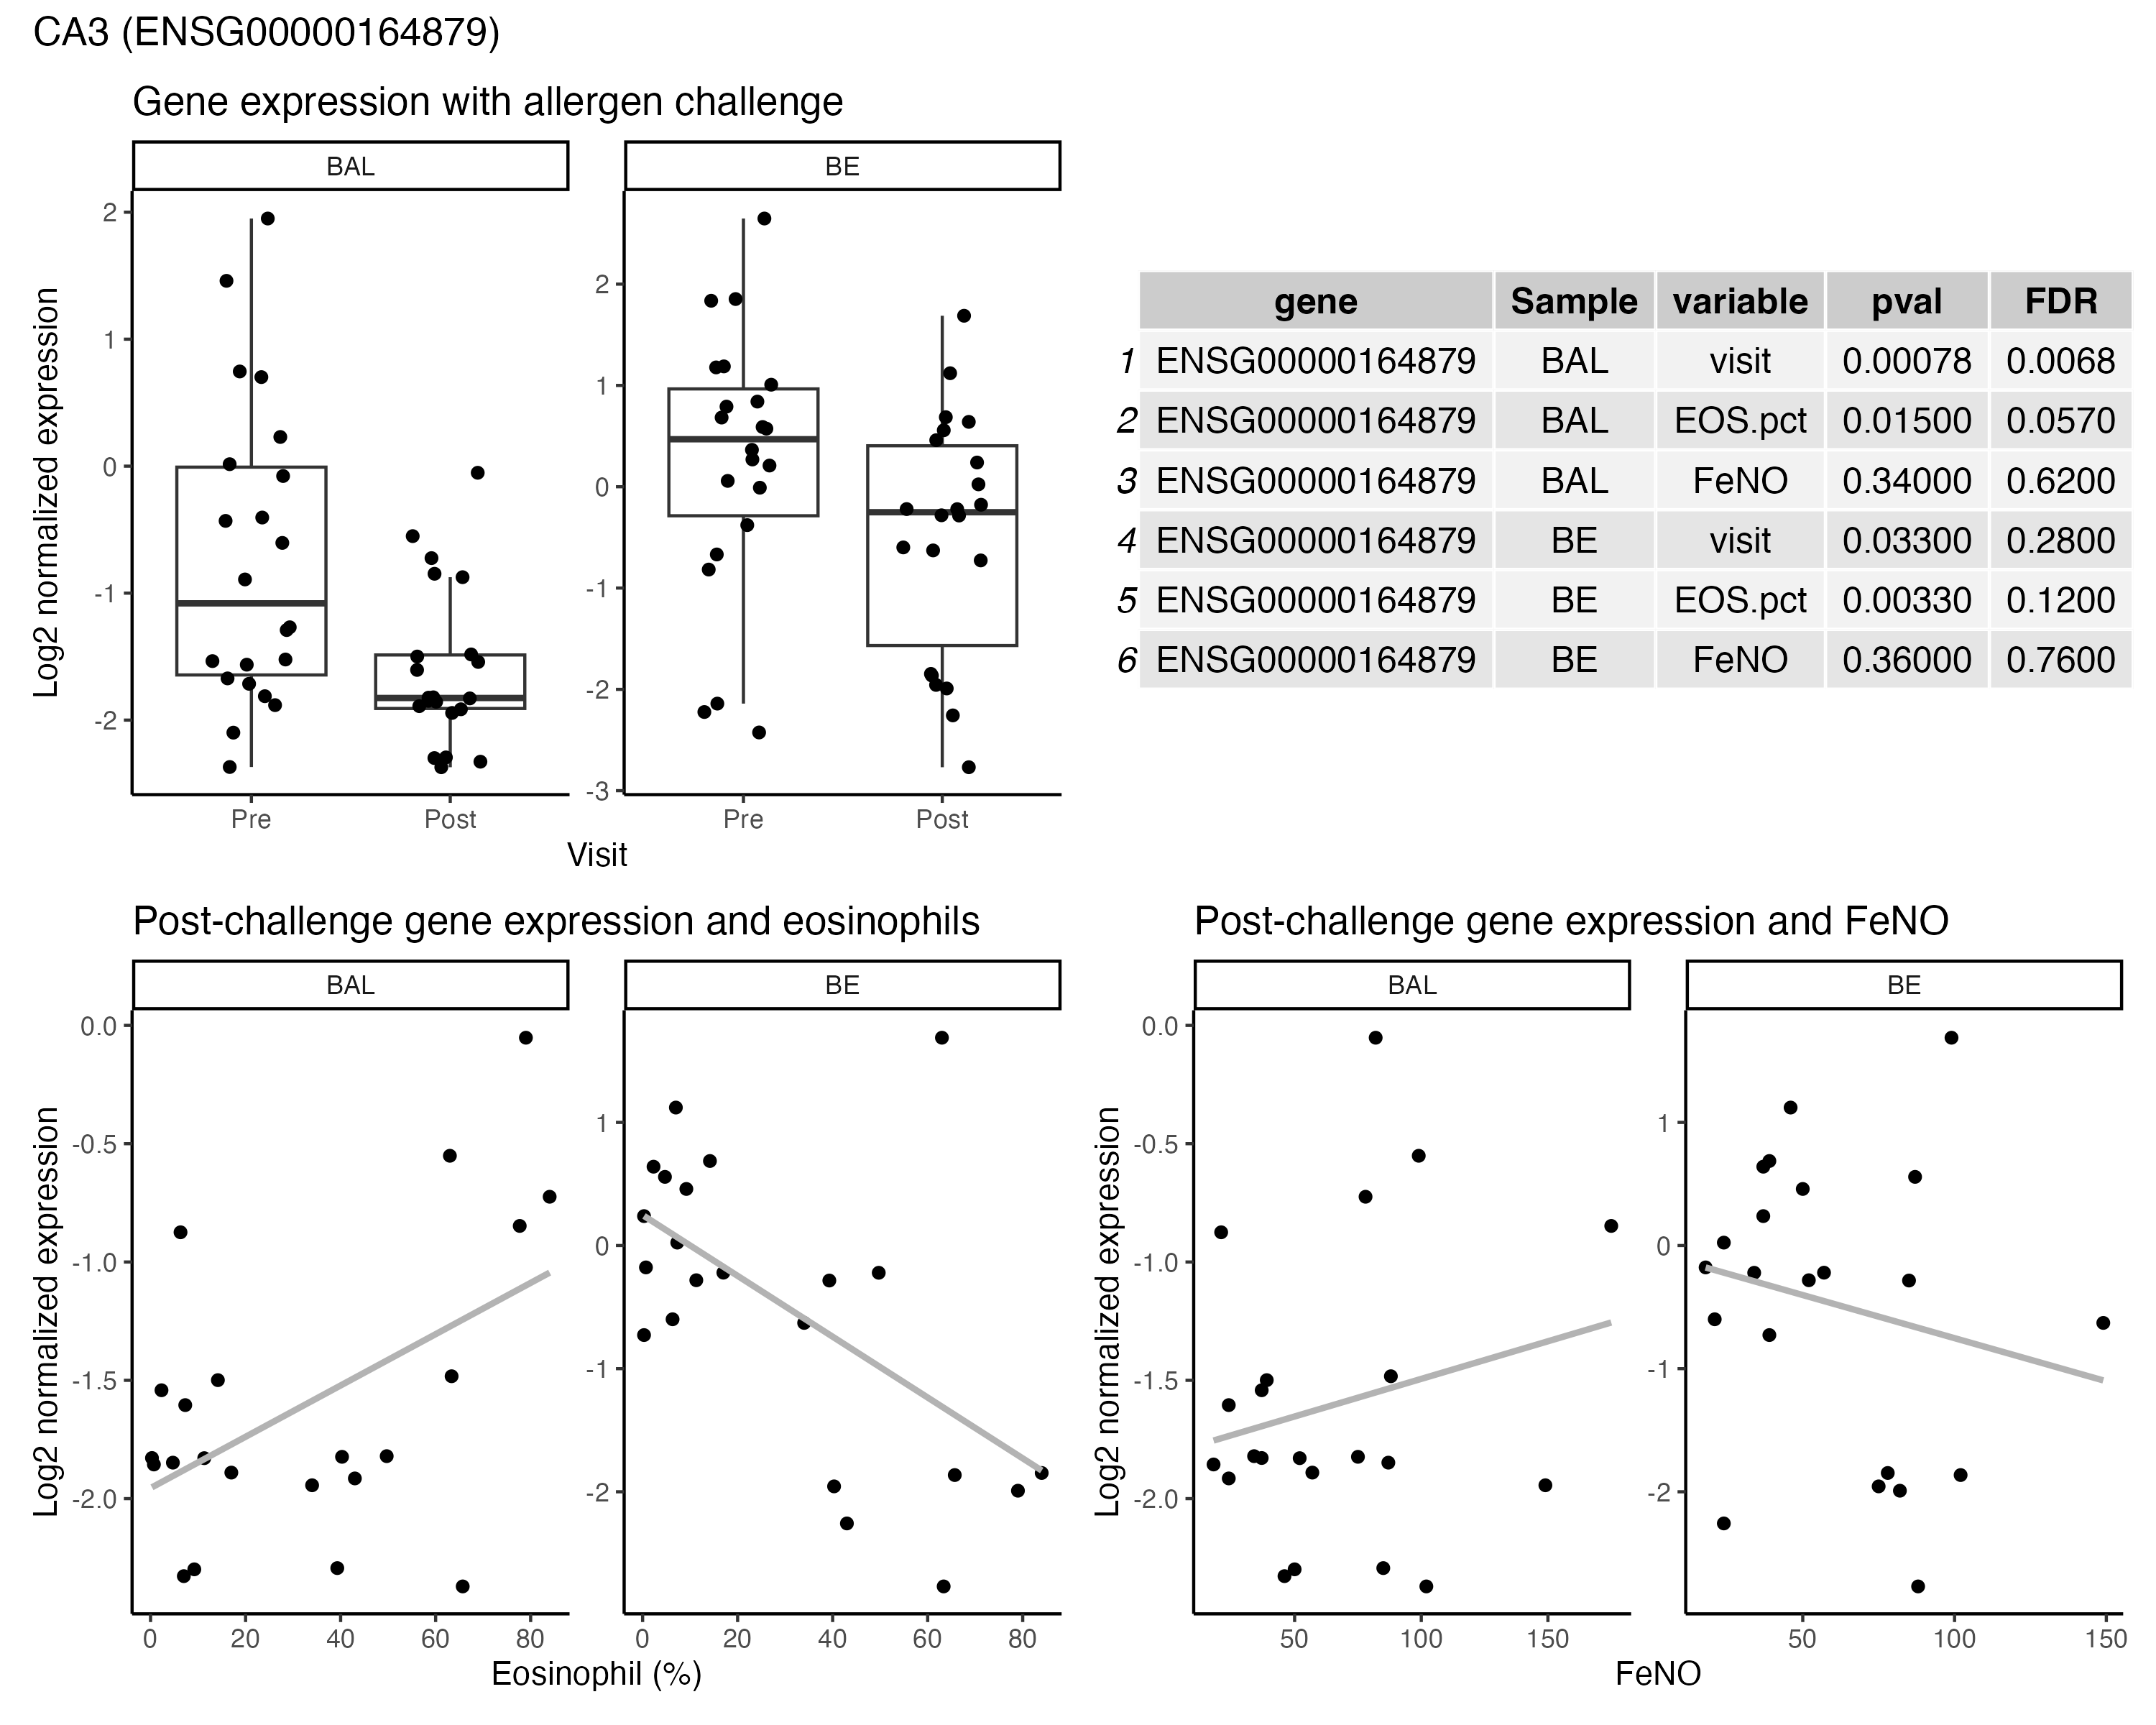 CA3 (ENSG00000164879)
Gene expression with allergen challenge
BAL BE
Log2 normalized expression
2
1
0
-1
-2
2
1
0
-1
-2
-3
Pre Post Pre Post
Visit
gene Sample variable pval FDR
1 ENSG00000164879 BAL visit 0.00078 0.0068
2 ENSG00000164879 BAL EOS.pct 0.01500 0.0570
3 ENSG00000164879 BAL FeNO 0.34000 0.6200
4 ENSG00000164879 BE visit 0.03300 0.2800
5 ENSG00000164879 BE EOS.pct 0.00330 0.1200
6 ENSG00000164879 BE FeNO 0.36000 0.7600
Post-challenge gene expression and eosinophils
BAL BE
Log2 normalized expression
0.0
-0.5
-1.0
-1.5
-2.0
1
0
-1
-2
0 20 40 60 80 0 20 40 60 80
Eosinophil (%)
Post-challenge gene expression and FeNO
BAL BE
Log2 normalized expression
0.0
-0.5
-1.0
-1.5
-2.0
1
0
-1
-2
50 100 150 50 100 150
FeNO